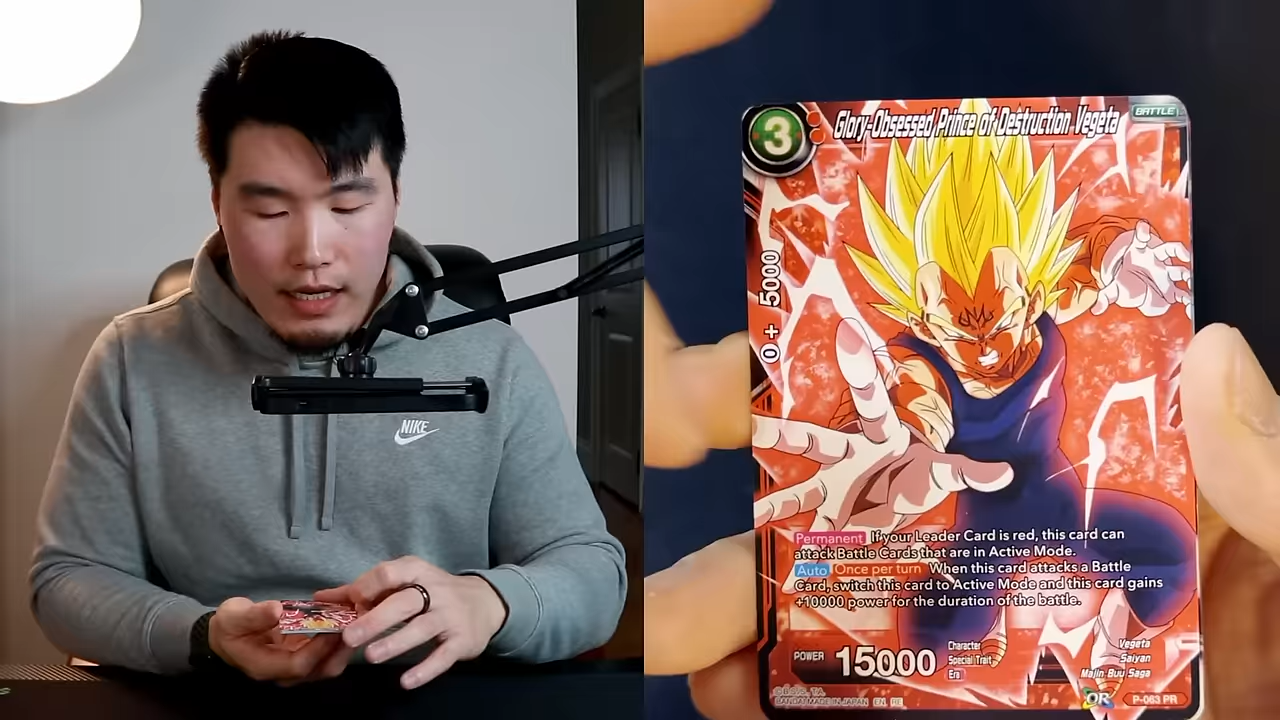 NIKE
3
Glory-Obsessed Prince of Destruction Vegeta
BATTLE
0 + 5000
Permanent If your Leader Card is red, this card can
attack Battle Cards that are in Active Mode.
Auto Once per turn When this card attacks a Battle
Card, switch this card to Active Mode and this card gains
+10000 power for the duration of the battle.
POWER 15000
Character Vegeta
Special Trait Saiyan
Era Majin Buu Saga
BANDAI MADE IN JAPAN EN RE
OR P-063 PR